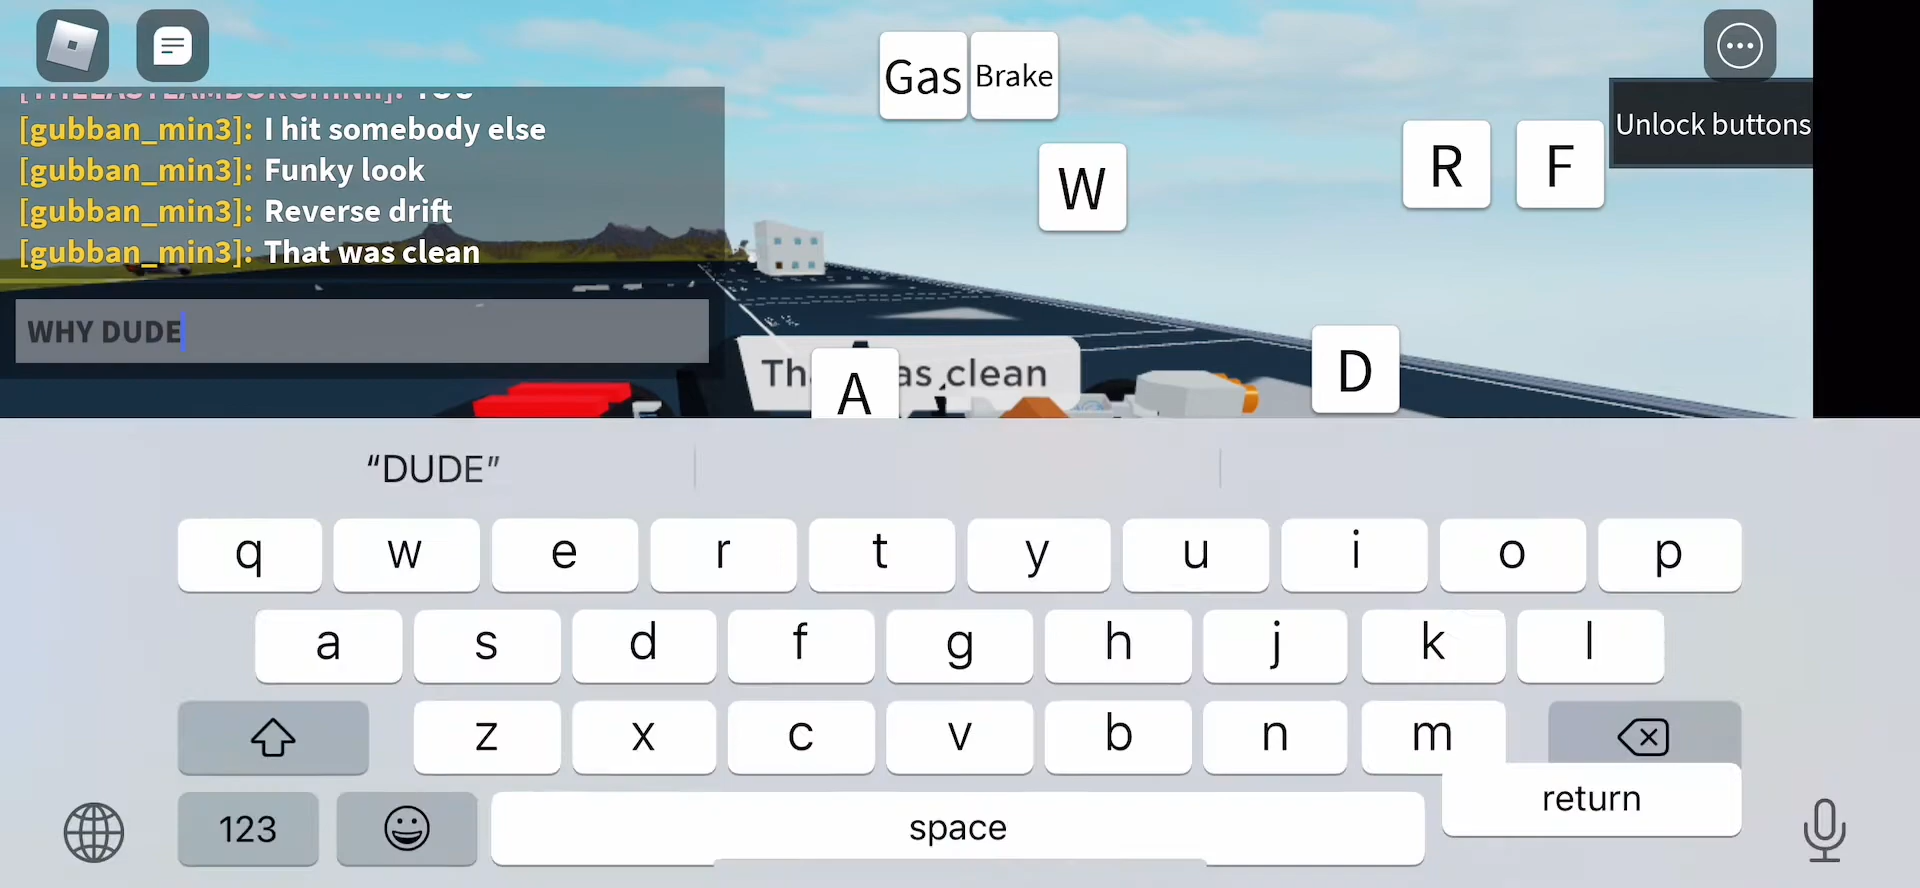 Gas Brake
[gubban_min3]: I hit somebody else
[gubban_min3]: Funky look
[gubban_min3]: Reverse drift
[gubban_min3]: That was clean
WHY DUDE
Unlock buttons
W
R F
A
D
as clean
“DUDE”
q w e r t y u i o p
a s d f g h j k l
z x c v b n m
123 space return